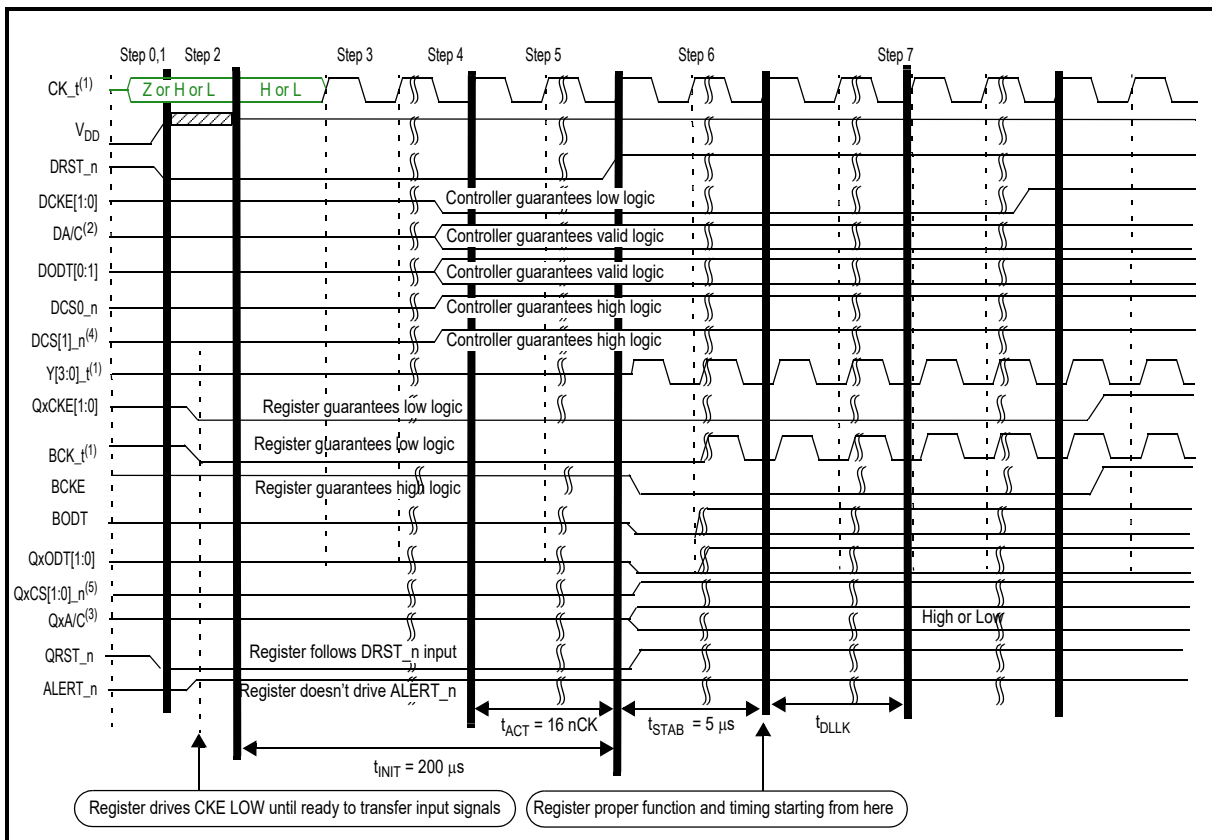 Step 0,1 Step 2 Step 3 Step 4 Step 5 Step 6 Step 7
CK_t(1) Z or H or L H or L
VDD
DRST_n
DCKE[1:0] Controller guarantees low logic
DA/C(2) Controller guarantees valid logic
DODT[0:1] Controller guarantees valid logic
DCS0_n Controller guarantees high logic
DCS[1]_n(4) Controller guarantees high logic
Y[3:0]_t(1)
QxCKE[1:0] Register guarantees low logic
BCK_t(1) Register guarantees low logic
BCKE Register guarantees high logic
BODT
QxODT[1:0]
QxCS[1:0]_n(5)
QxA/C(3) High or Low
QRST_n Register follows DRST_n input
ALERT_n Register doesn't drive ALERT_n
tACT = 16 nCK tSTAB = 5 μs tDLLK
tINIT = 200 μs
Register drives CKE LOW until ready to transfer input signals Register proper function and timing starting from here